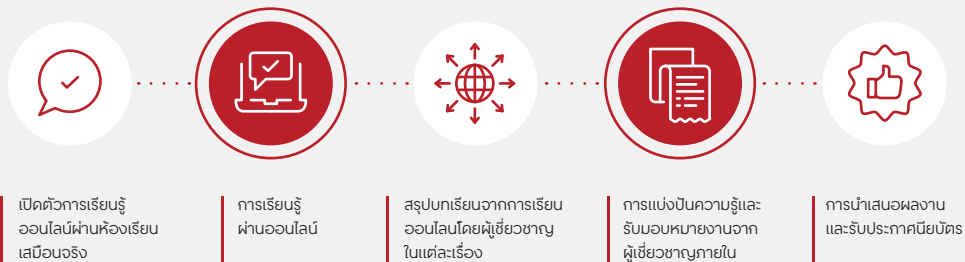 เปิดตัวการเรียนรู้
ออนไลน์ผ่านห้องเรียน
เสมือนจริง
การเรียนรู้
ผ่านออนไลน์
สรุปบทเรียนจากการเรียน
ออนไลนโดยผู้เชี่ยวชาญ
ในแต่ละเรื่อง
การแบ่งปันความรู้และ
รับมอบหมายงานจาก
ผู้เชี่ยวชาญภายใน
การนำเสนอผลงาน
และรับประกาศนียบัตร